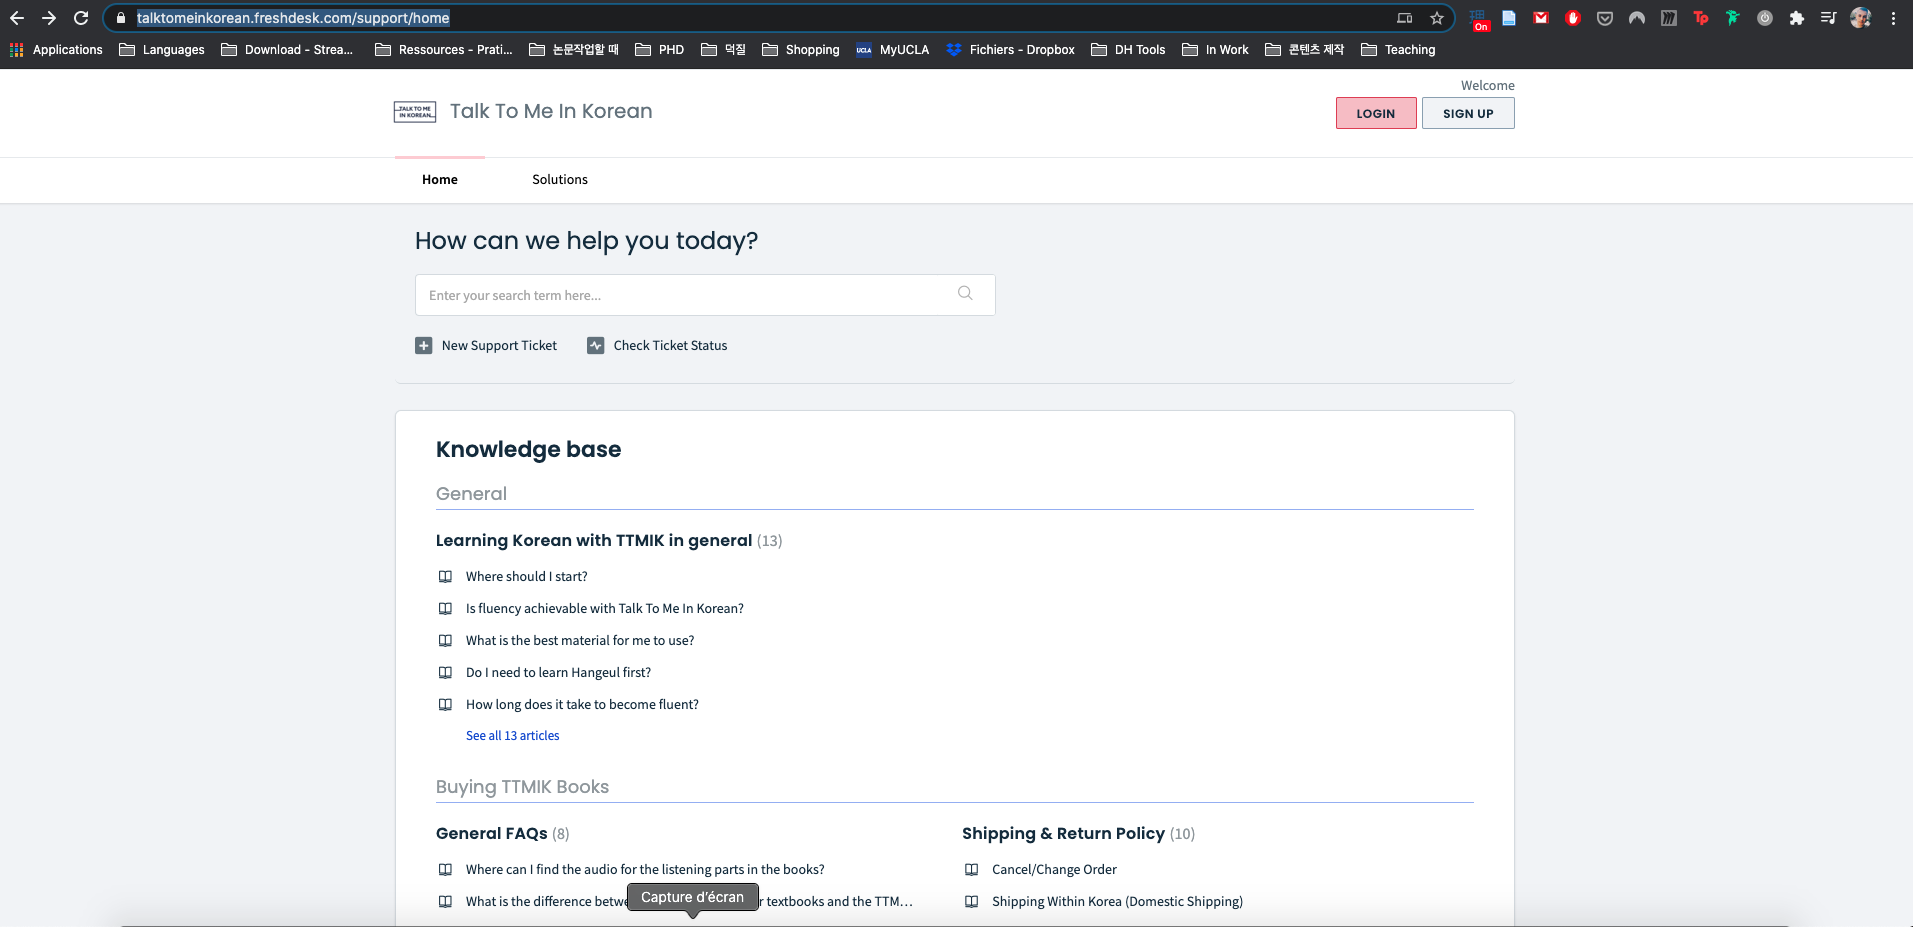 talktomeinkorean.freshdesk.com/support/home
On
Applications Languages Download - Strea... Ressources - Prati... 논문작업할 때 PHD 덕질 Shopping UCLA MyUCLA Fichiers - Dropbox DH Tools In Work 콘텐츠 제작 Teaching
Welcome
TALK TO ME
IN KOREAN
Talk To Me In Korean
LOGIN SIGN UP
Home Solutions
How can we help you today?
Enter your search term here...
New Support Ticket Check Ticket Status
Knowledge base
General
Learning Korean with TTMIK in general (13)
Where should I start?
Is fluency achievable with Talk To Me In Korean?
What is the best material for me to use?
Do I need to learn Hangeul first?
How long does it take to become fluent?
See all 13 articles
Buying TTMIK Books
General FAQs (8) Shipping & Return Policy (10)
Where can I find the audio for the listening parts in the books? Cancel/Change Order
Capture d'écran
What is the difference betwe r textbooks and the TTM... Shipping Within Korea (Domestic Shipping)